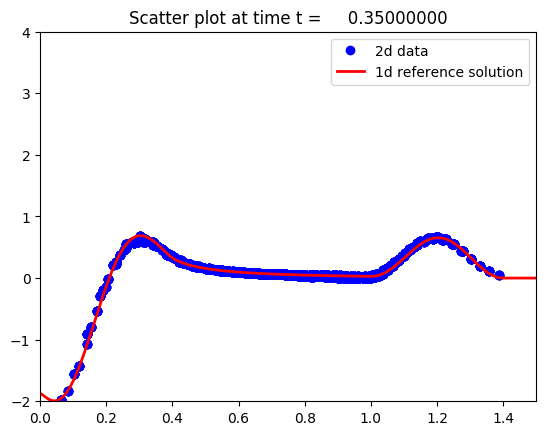 Scatter plot at time t =     0.35000000
2d data
1d reference solution
4
3
2
1
0
−1
−2
0.0 0.2 0.4 0.6 0.8 1.0 1.2 1.4